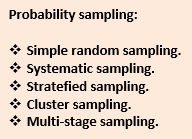 Probability sampling:
❖ Simple random sampling.
❖ Systematic sampling.
❖ Stratefied sampling.
❖ Cluster sampling.
❖ Multi-stage sampling.